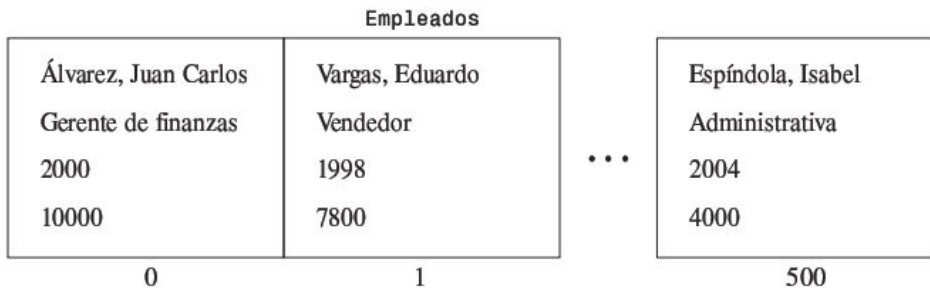 Empleados
Álvarez, Juan Carlos
Gerente de finanzas
2000
10000
Vargas, Eduardo
Vendedor
1998
7800
...
Espíndola, Isabel
Administrativa
2004
4000
0
1
500